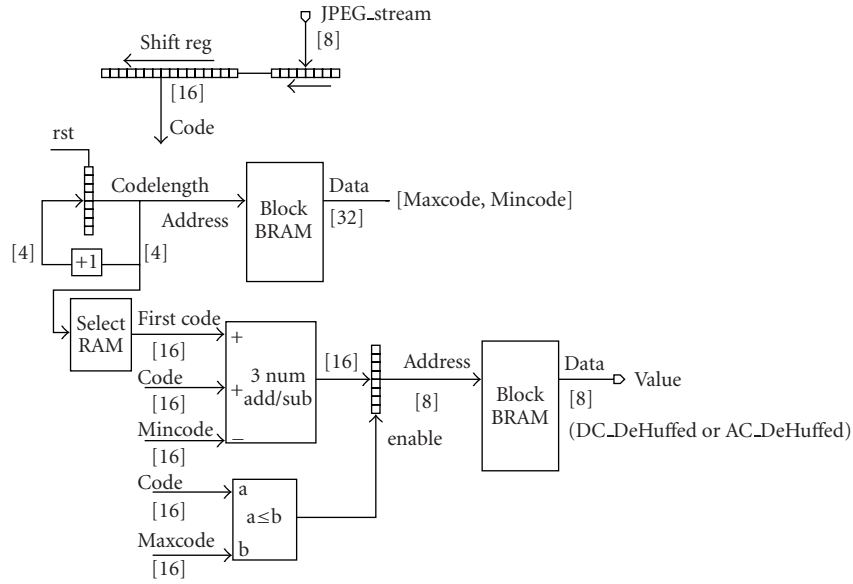 JPEG_stream
[8]
Shift reg
[16]
Code
rst
Codelength
Address
Block
BRAM
Data
[32]
[Maxcode, Mincode]
[4]
+1
[4]
Select
RAM
First code
[16]
+
Code
[16]
+
Mincode
[16]
−
3 num
add/sub
[16]
Address
[8]
enable
Block
BRAM
Data
[8]
Value
(DC_DeHuffed or AC_DeHuffed)
Code
[16]
a
a≤b
Maxcode
[16]
b